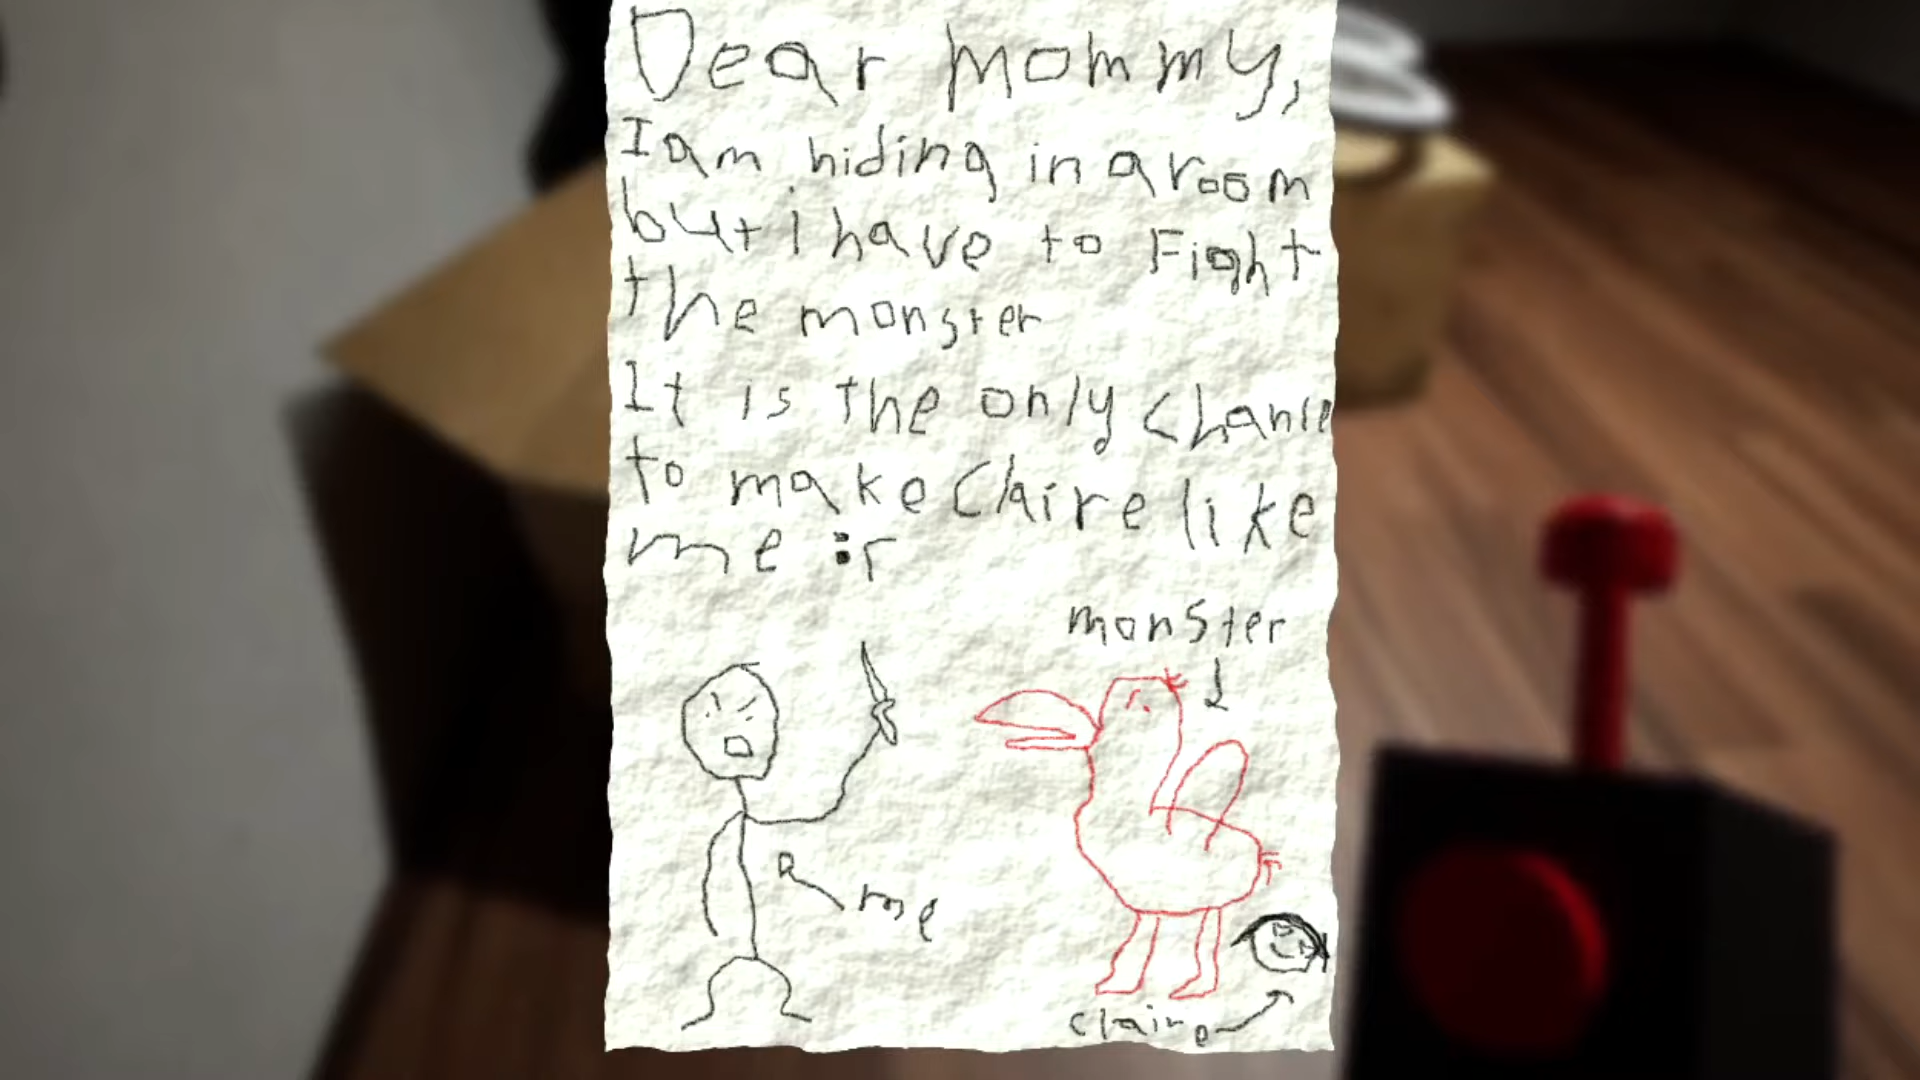 Dear Mommy,
I am hiding in a room
but i have to Fight
the monster
It is the only chance
to make Claire like
me :r
monster
me
claire